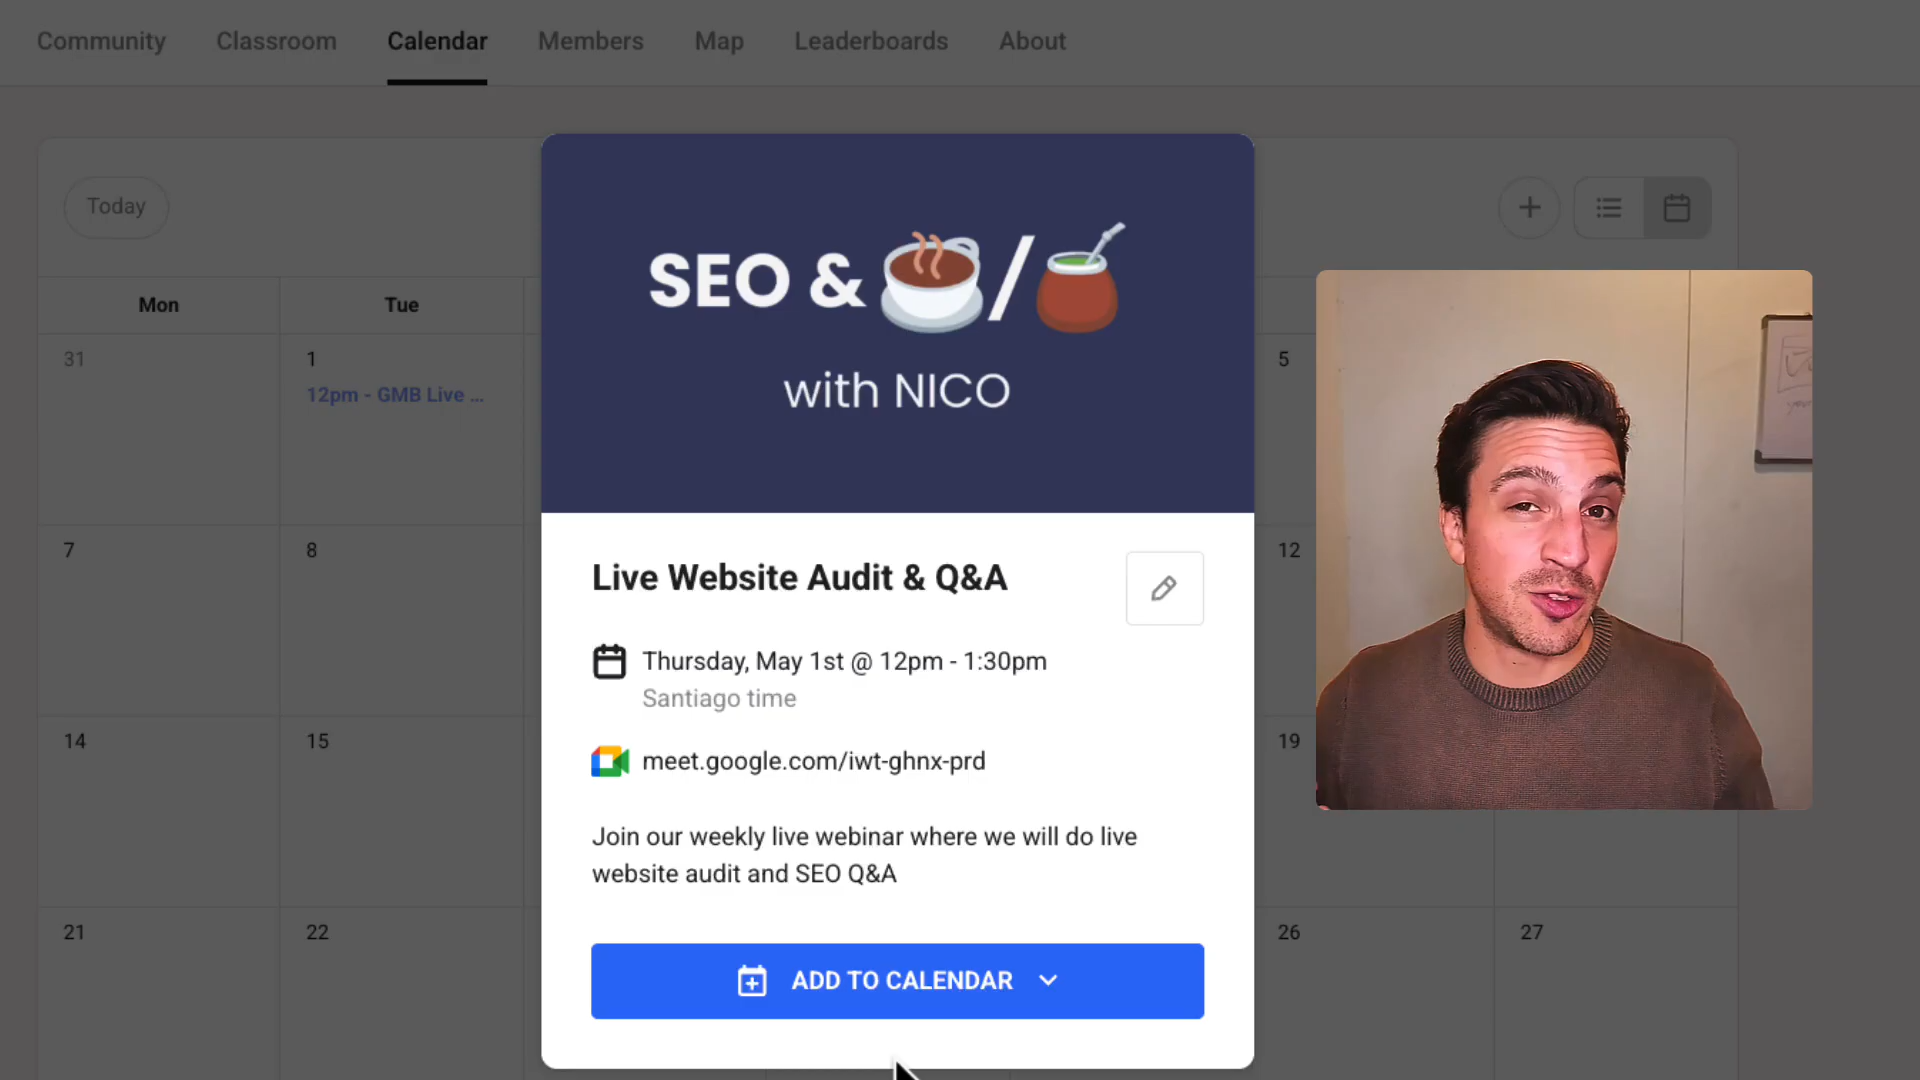 Community Classroom Calendar Members Map Leaderboards About
Today
Mon Tue
31 1 5
12pm - GMB Live ...
7 8 12
14 15 19
21 22 26 27
SEO & /
with NICO
Live Website Audit & Q&A
Thursday, May 1st @ 12pm - 1:30pm
Santiago time
meet.google.com/iwt-ghnx-prd
Join our weekly live webinar where we will do live
website audit and SEO Q&A
ADD TO CALENDAR